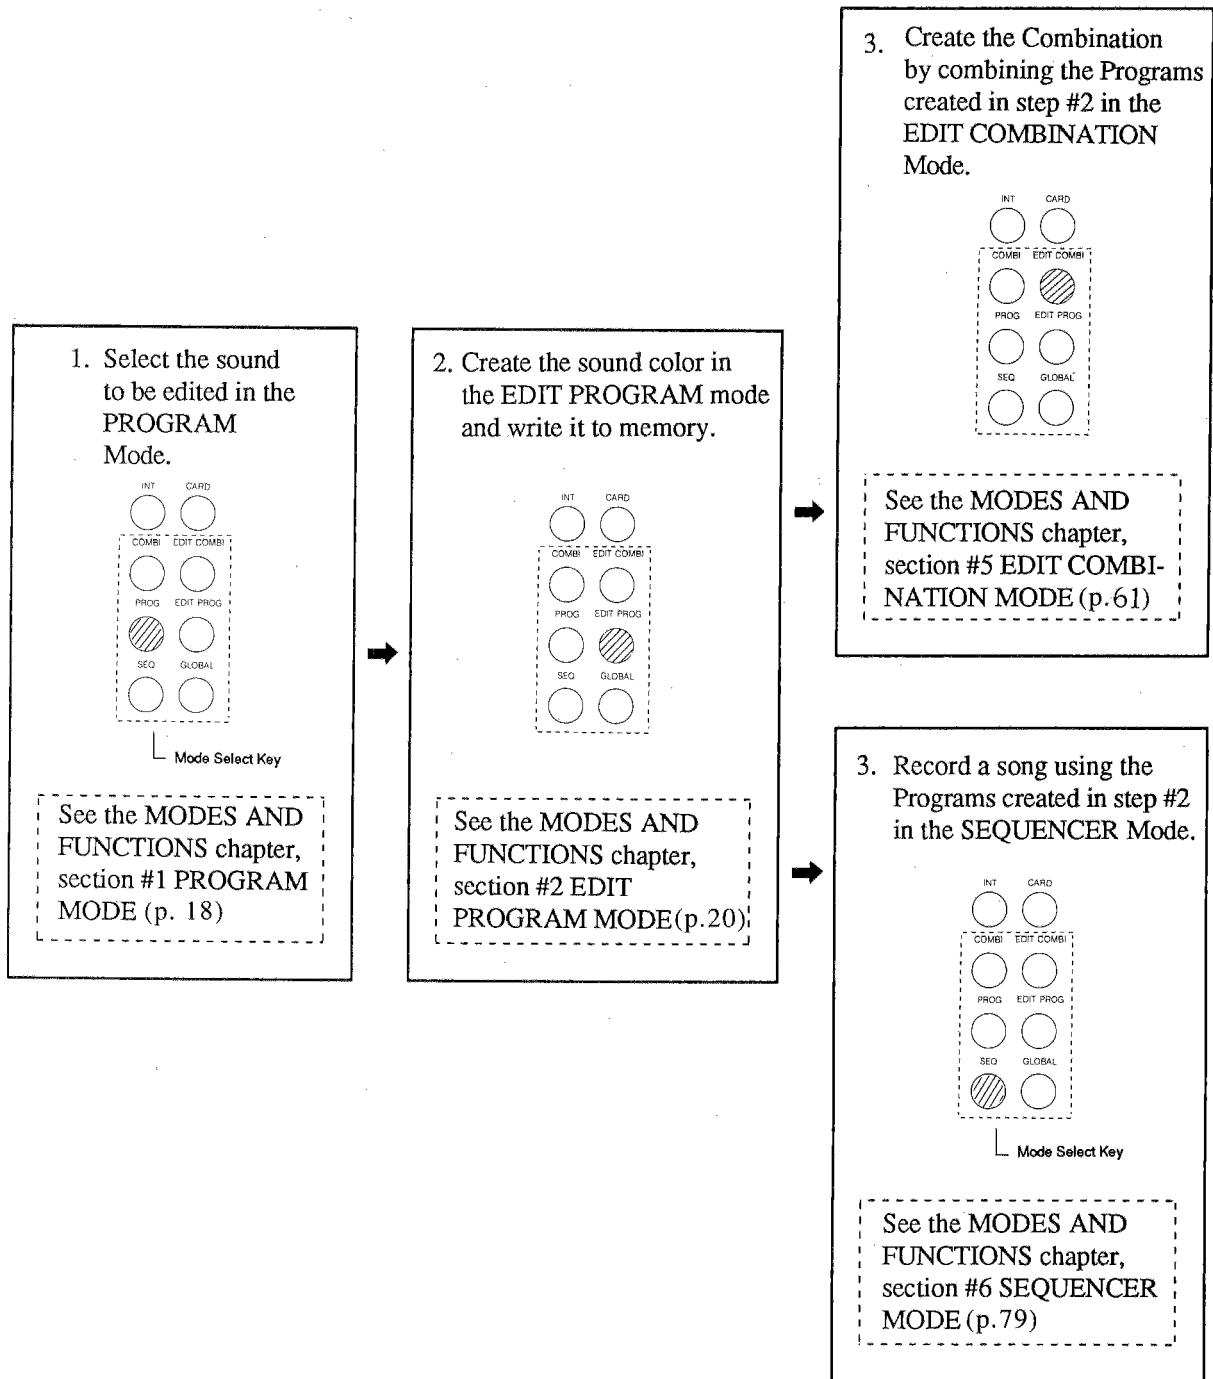 1. Select the sound
to be edited in the
PROGRAM
Mode.
INT CARD
COMBI EDIT COMBI
PROG EDIT PROG
SEQ GLOBAL
Mode Select Key
See the MODES AND
FUNCTIONS chapter,
section #1 PROGRAM
MODE (p. 18)
2. Create the sound color in
the EDIT PROGRAM mode
and write it to memory.
INT CARD
COMBI EDIT COMBI
PROG EDIT PROG
SEQ GLOBAL
See the MODES AND
FUNCTIONS chapter,
section #2 EDIT
PROGRAM MODE (p.20)
3. Create the Combination
by combining the Programs
created in step #2 in the
EDIT COMBINATION
Mode.
INT CARD
COMBI EDIT COMBI
PROG EDIT PROG
SEQ GLOBAL
See the MODES AND
FUNCTIONS chapter,
section #5 EDIT COMBI-
NATION MODE (p.61)
3. Record a song using the
Programs created in step #2
in the SEQUENCER Mode.
INT CARD
COMBI EDIT COMBI
PROG EDIT PROG
SEQ GLOBAL
Mode Select Key
See the MODES AND
FUNCTIONS chapter,
section #6 SEQUENCER
MODE (p.79)